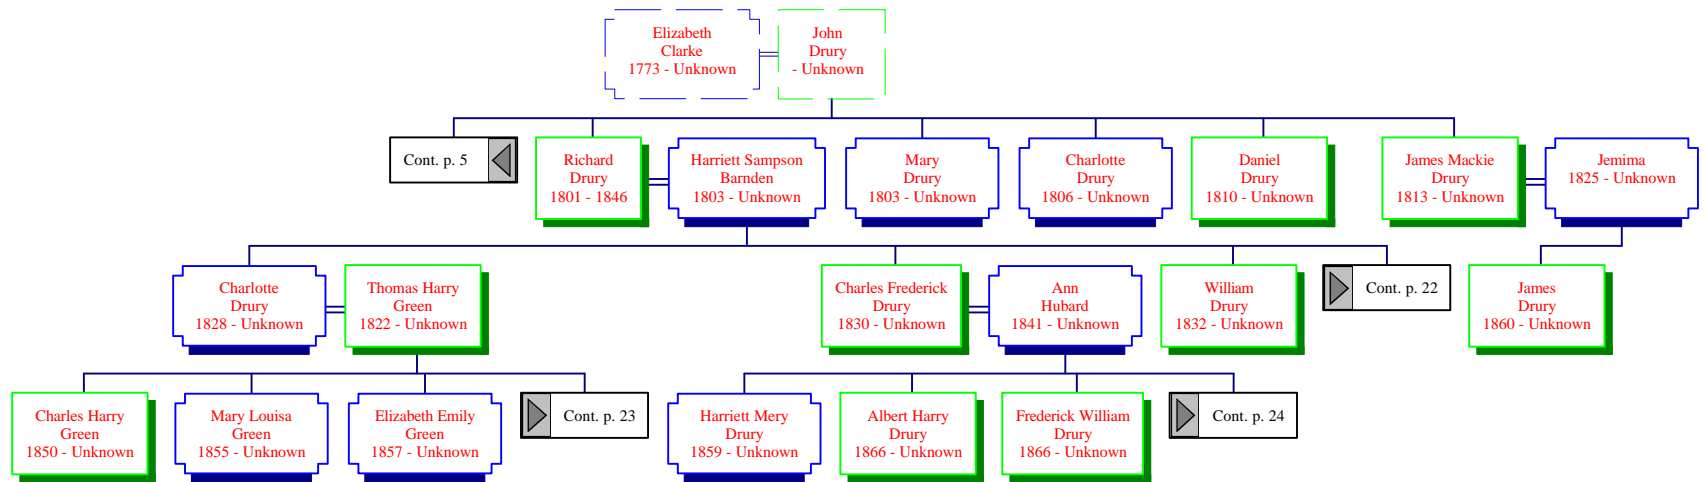 Elizabeth
Clarke
1773 - Unknown
John
Drury
- Unknown
Cont. p. 5
Richard
Drury
1801 - 1846
Harriett Sampson
Barnden
1803 - Unknown
Mary
Drury
1803 - Unknown
Charlotte
Drury
1806 - Unknown
Daniel
Drury
1810 - Unknown
James Mackie
Drury
1813 - Unknown
Jemima
1825 - Unknown
Charlotte
Drury
1828 - Unknown
Thomas Harry
Green
1822 - Unknown
Charles Frederick
Drury
1830 - Unknown
Ann
Hubard
1841 - Unknown
William
Drury
1832 - Unknown
Cont. p. 22
James
Drury
1860 - Unknown
Charles Harry
Green
1850 - Unknown
Mary Louisa
Green
1855 - Unknown
Elizabeth Emily
Green
1857 - Unknown
Cont. p. 23
Harriett Mery
Drury
1859 - Unknown
Albert Harry
Drury
1866 - Unknown
Frederick William
Drury
1866 - Unknown
Cont. p. 24